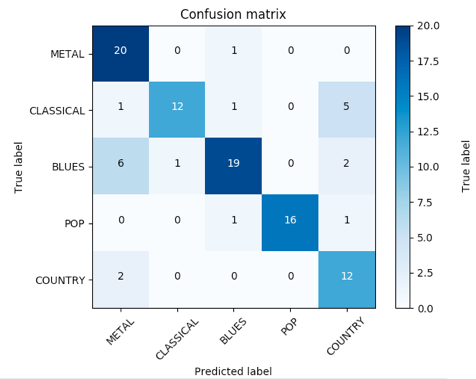 Confusion matrix
METAL 20 0 1 0 0
CLASSICAL 1 12 1 0 5
BLUES 6 1 19 0 2
POP 0 0 1 16 1
COUNTRY 2 0 0 0 12
METAL CLASSICAL BLUES POP COUNTRY
Predicted label
True label
20.0
17.5
15.0
12.5
10.0
7.5
5.0
2.5
0.0
True label